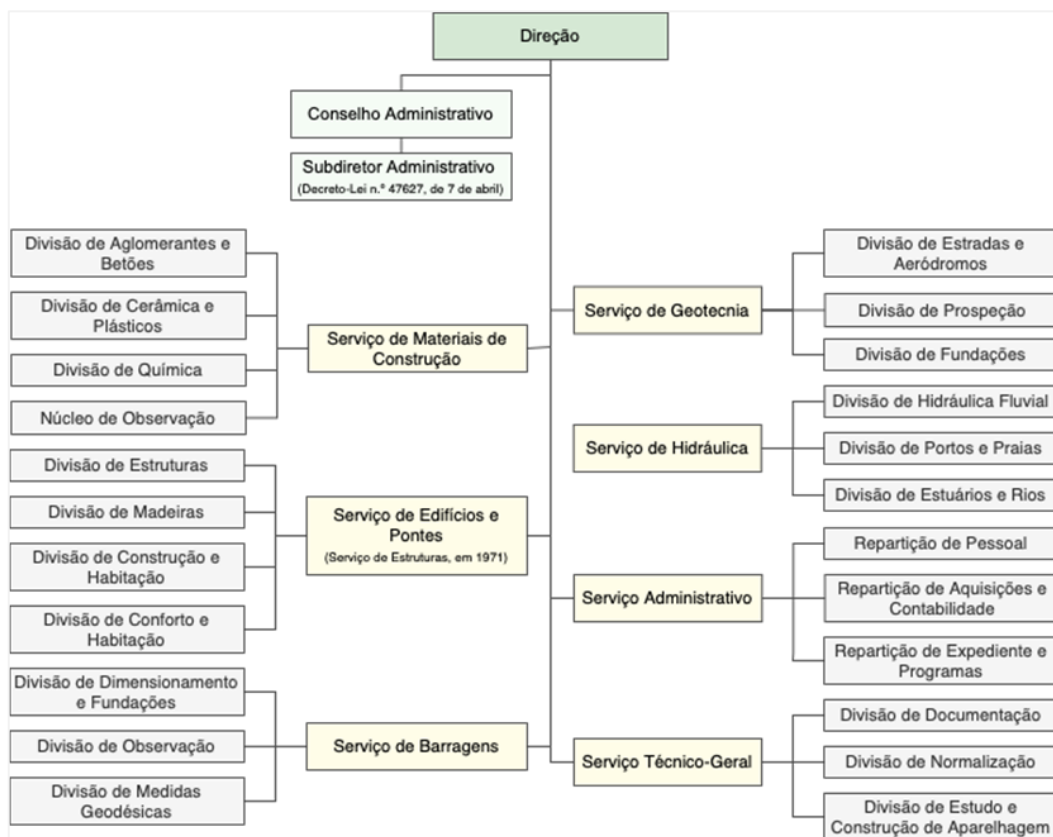 Direção
Conselho Administrativo
Subdiretor Administrativo
(Decreto-Lei n.º 47627, de 7 de abril)
Divisão de Aglomerantes e
Betões
Divisão de Cerâmica e
Plásticos
Divisão de Química
Núcleo de Observação
Serviço de Materiais de
Construção
Divisão de Estruturas
Divisão de Madeiras
Divisão de Construção e
Habitação
Divisão de Conforto e
Habitação
Serviço de Edifícios e
Pontes
(Serviço de Estruturas, em 1971)
Divisão de Dimensionamento
e Fundações
Divisão de Observação
Divisão de Medidas
Geodésicas
Serviço de Barragens
Serviço de Geotecnia
Divisão de Estradas e
Aeródromos
Divisão de Prospeção
Divisão de Fundações
Serviço de Hidráulica
Divisão de Hidráulica Fluvial
Divisão de Portos e Praias
Divisão de Estuários e Rios
Serviço Administrativo
Repartição de Pessoal
Repartição de Aquisições e
Contabilidade
Repartição de Expediente e
Programas
Serviço Técnico-Geral
Divisão de Documentação
Divisão de Normalização
Divisão de Estudo e
Construção de Aparelhagem